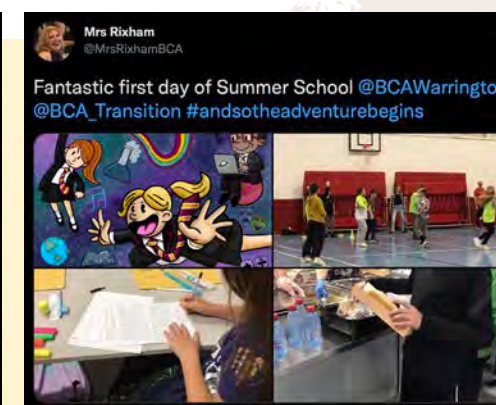 Mrs Rixham
@MrsRixhamBCA
Fantastic first day of Summer School @BCAWarringto
@BCA_Transition #andsotheadventurebegins